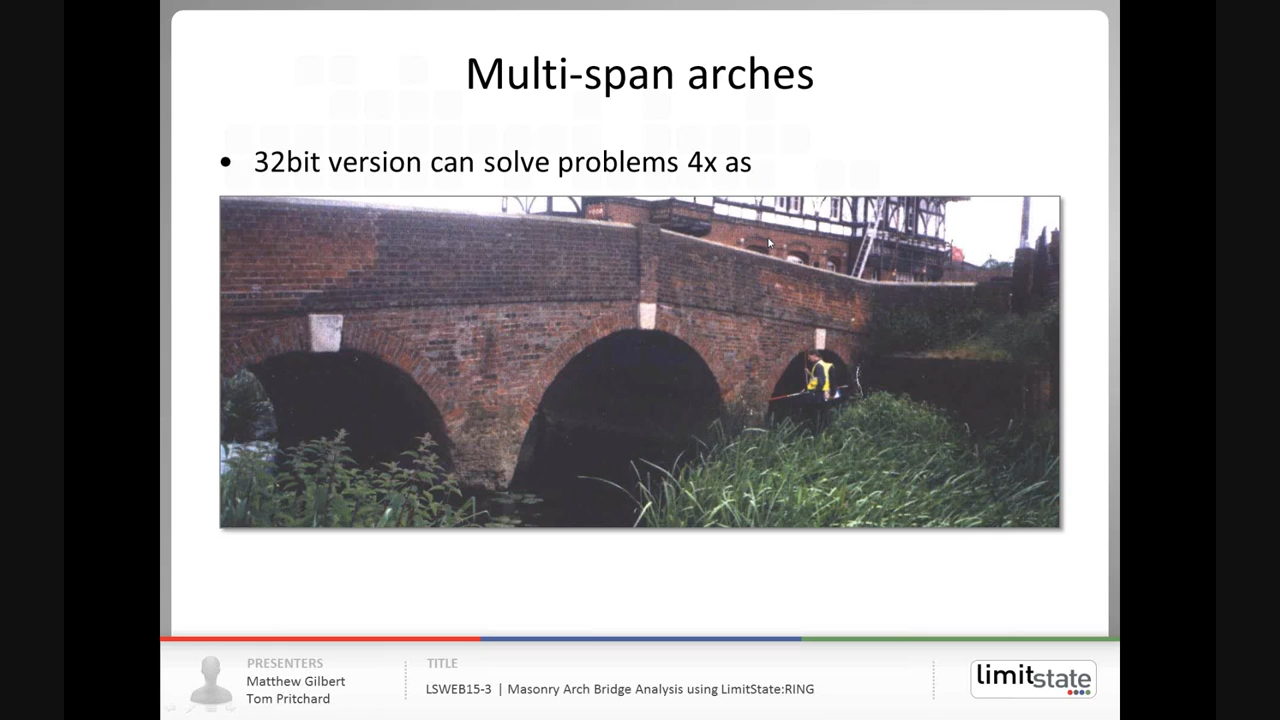 Multi-span arches
• 32bit version can solve problems 4x as
PRESENTERS
Matthew Gilbert
Tom Pritchard
TITLE
LSWEB15-3 | Masonry Arch Bridge Analysis using LimitState:RING
limitstate